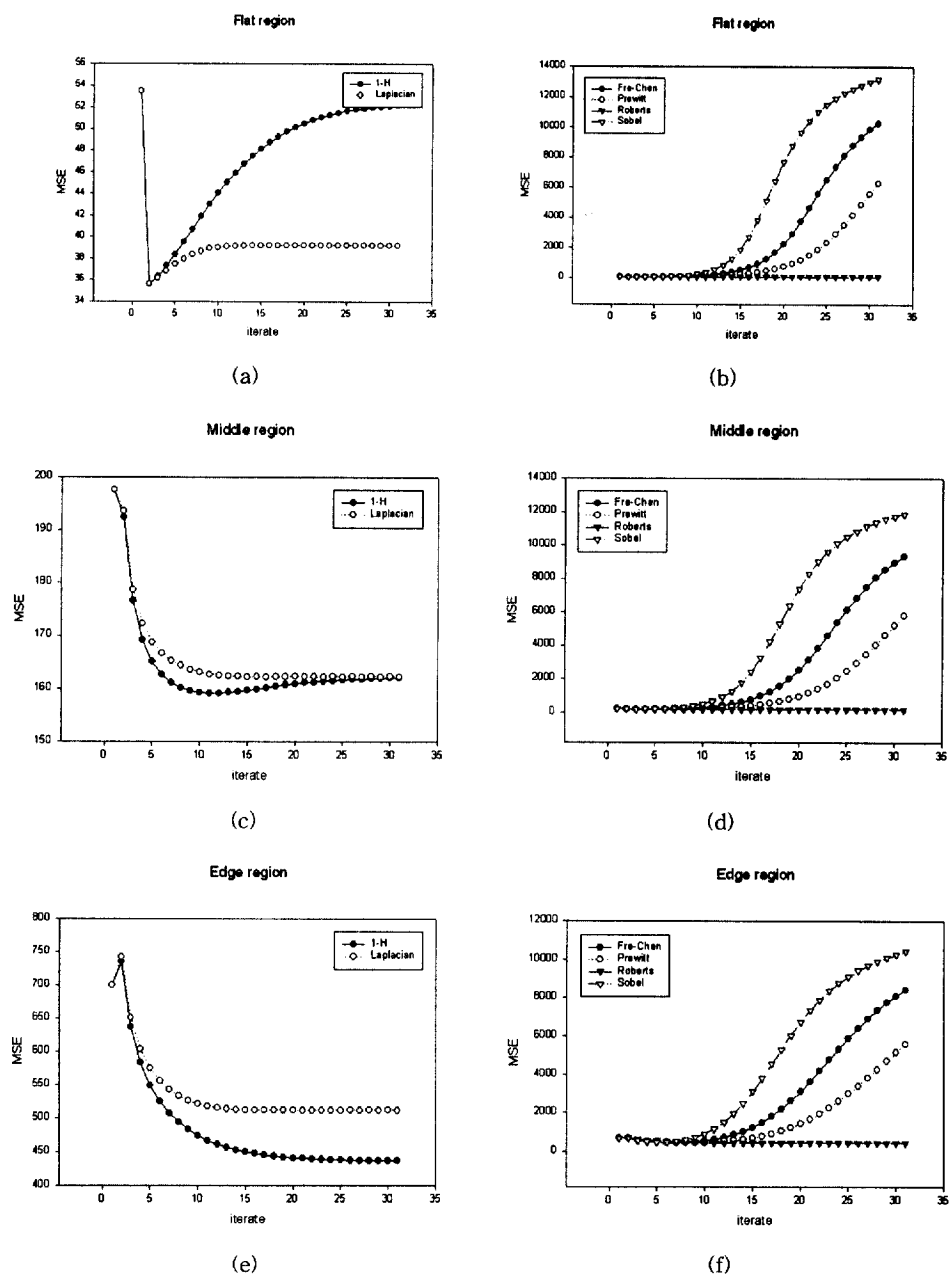 Flat region
56
54
52
50
48
46
44
42
40
38
36
34
MSE
1-H
Laplacian
0 5 10 15 20 25 30 35
iterate
(a)
Flat region
14000
12000
10000
8000
6000
4000
2000
0
MSE
Fre-Chen
Prewitt
Roberts
Sobel
0 5 10 15 20 25 30 35
iterate
(b)
Middle region
200
190
180
170
160
150
MSE
1-H
Laplacian
0 5 10 15 20 25 30 35
iterate
(c)
Middle region
14000
12000
10000
8000
6000
4000
2000
0
MSE
Fre-Chen
Prewitt
Roberts
Sobel
0 5 10 15 20 25 30 35
iterate
(d)
Edge region
800
750
700
650
600
550
500
450
400
MSE
1-H
Laplacian
0 5 10 15 20 25 30 35
iterate
(e)
Edge region
12000
10000
8000
6000
4000
2000
0
MSE
Fre-Chen
Prewitt
Roberts
Sobel
0 5 10 15 20 25 30 35
iterate
(f)